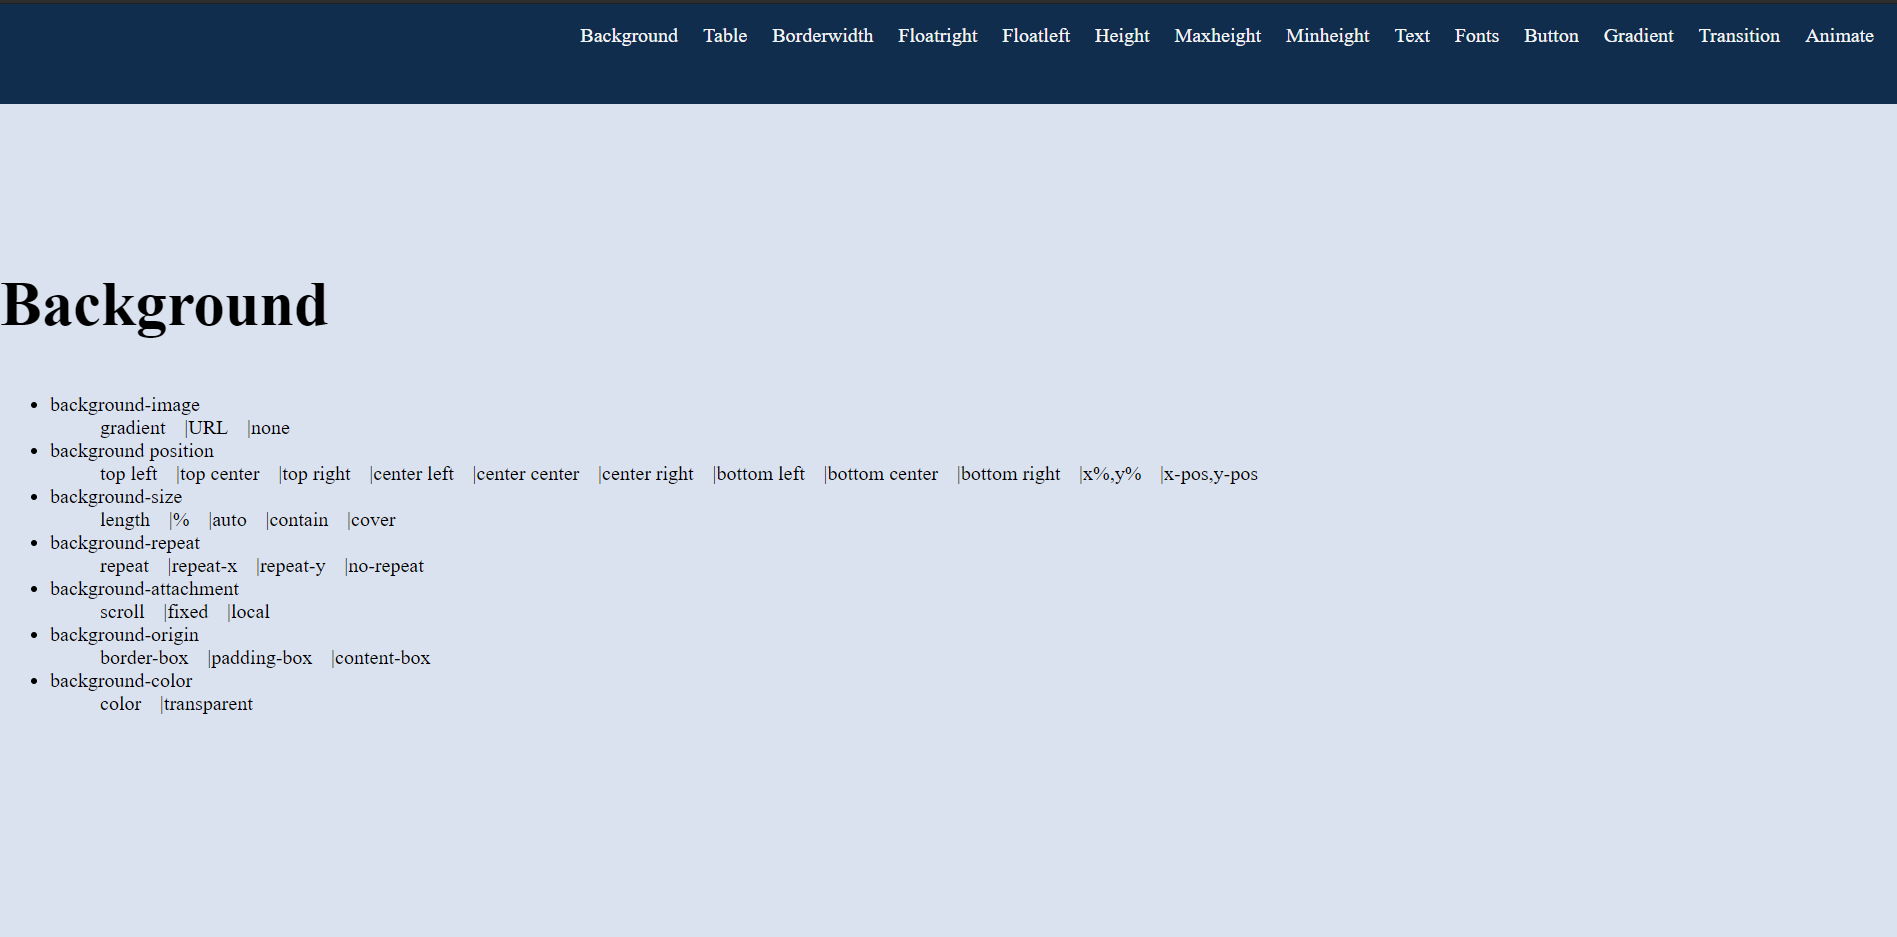 Background Table Borderwidth Floatright Floatleft Height Maxheight Minheight Text Fonts Button Gradient Transition Animate
Background
• background-image
gradient |URL |none
• background position
top left |top center |top right |center left |center center |center right |bottom left |bottom center |bottom right |x%,y% |x-pos,y-pos
• background-size
length |% |auto |contain |cover
• background-repeat
repeat |repeat-x |repeat-y |no-repeat
• background-attachment
scroll |fixed |local
• background-origin
border-box |padding-box |content-box
• background-color
color |transparent